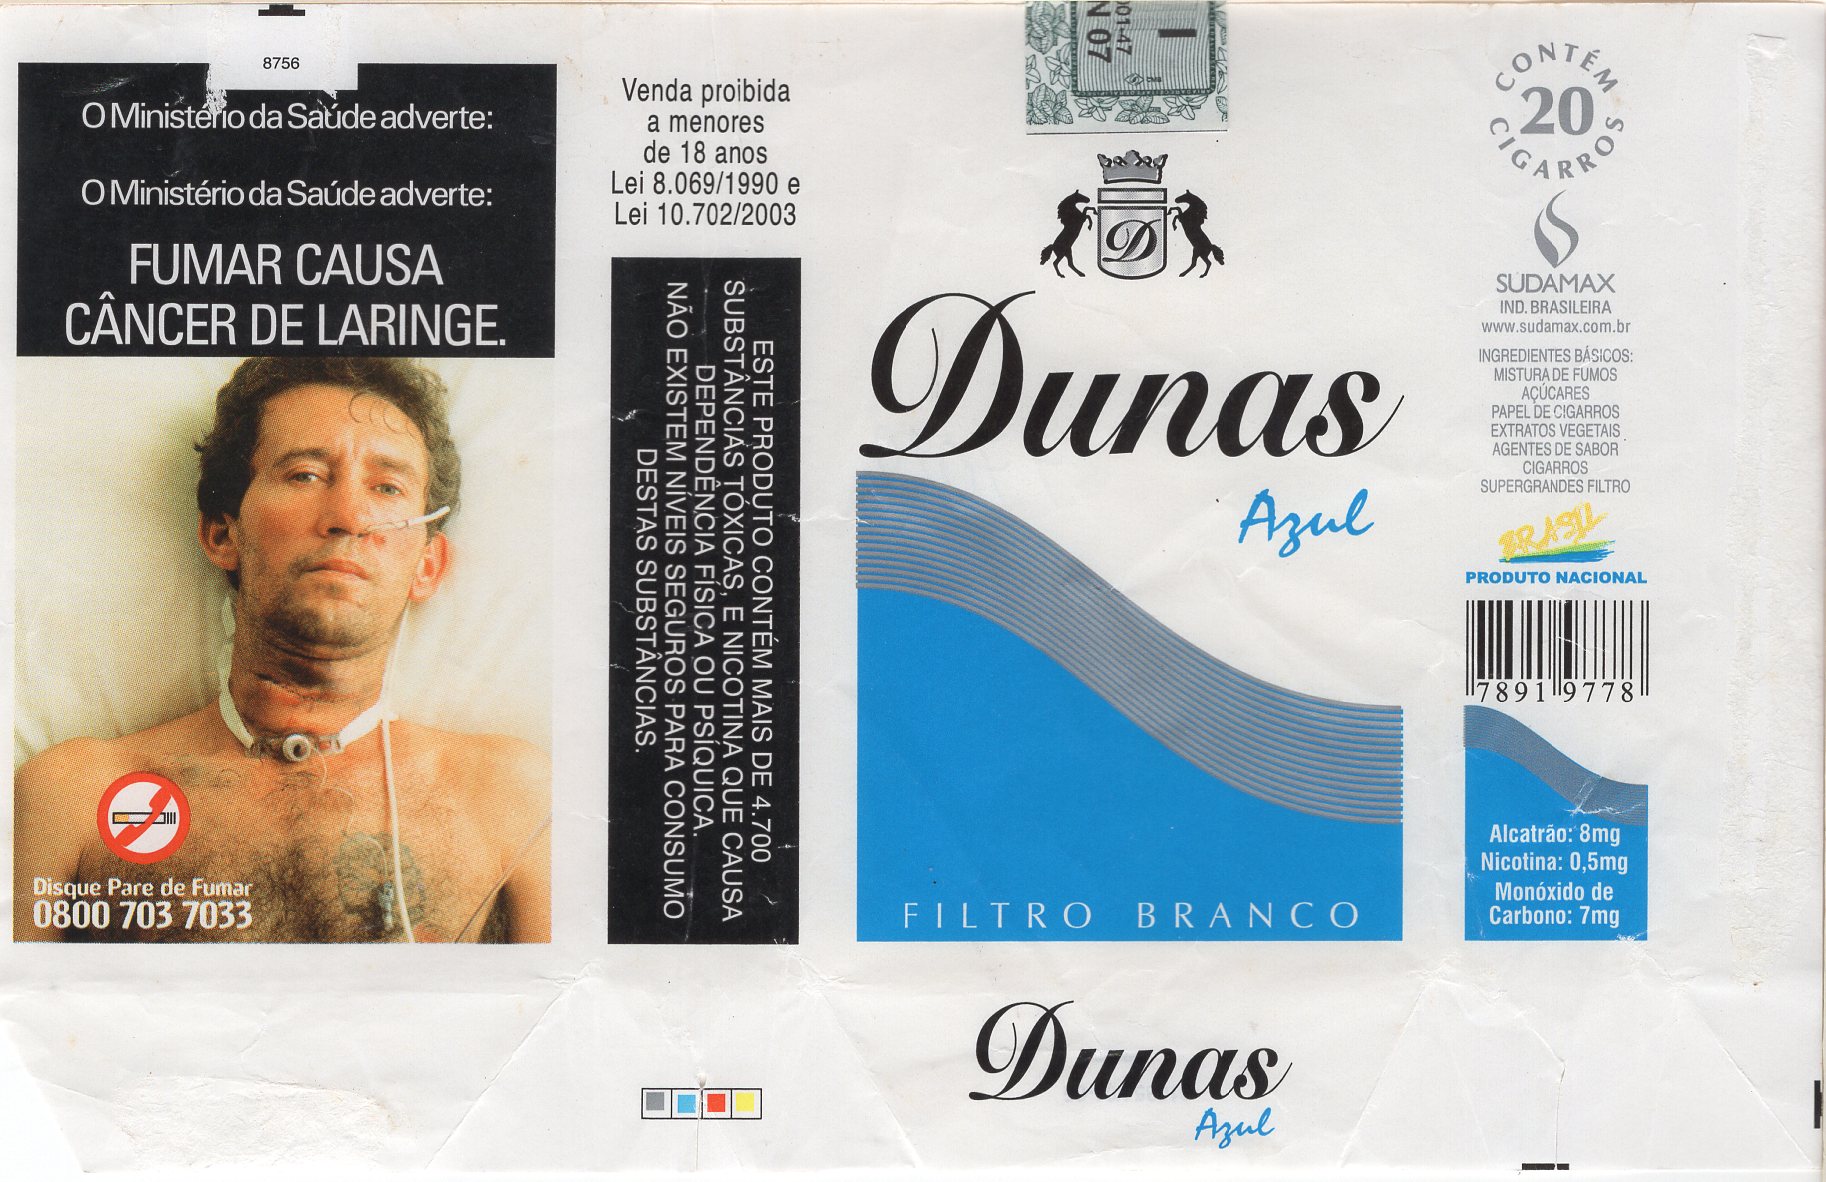 8756
O Ministério da Saúde adverte:
O Ministério da Saúde adverte:
FUMAR CAUSA
CÂNCER DE LARINGE.
Disque Pare de Fumar
0800 703 7033
Venda proibida
a menores
de 18 anos
Lei 8.069/1990 e
Lei 10.702/2003
ESTE PRODUTO CONTÉM MAIS DE 4.700
SUBSTÂNCIAS TÓXICAS, E NICOTINA QUE CAUSA
DEPENDÊNCIA FÍSICA OU PSÍQUICA.
NÃO EXISTEM NÍVEIS SEGUROS PARA CONSUMO
DESTAS SUBSTÂNCIAS.
I
001-47
N 07
D
Dunas
Azul
FILTRO BRANCO
Dunas
Azul
CONTÉM
20
CIGARROS
SUDAMAX
IND. BRASILEIRA
www.sudamax.com.br
INGREDIENTES BÁSICOS:
MISTURA DE FUMOS
AÇÚCARES
PAPEL DE CIGARROS
EXTRATOS VEGETAIS
AGENTES DE SABOR
CIGARROS
SUPERGRANDES FILTRO
BRASIL
PRODUTO NACIONAL
7891 9778
Alcatrão: 8mg
Nicotina: 0,5mg
Monóxido de
Carbono: 7mg